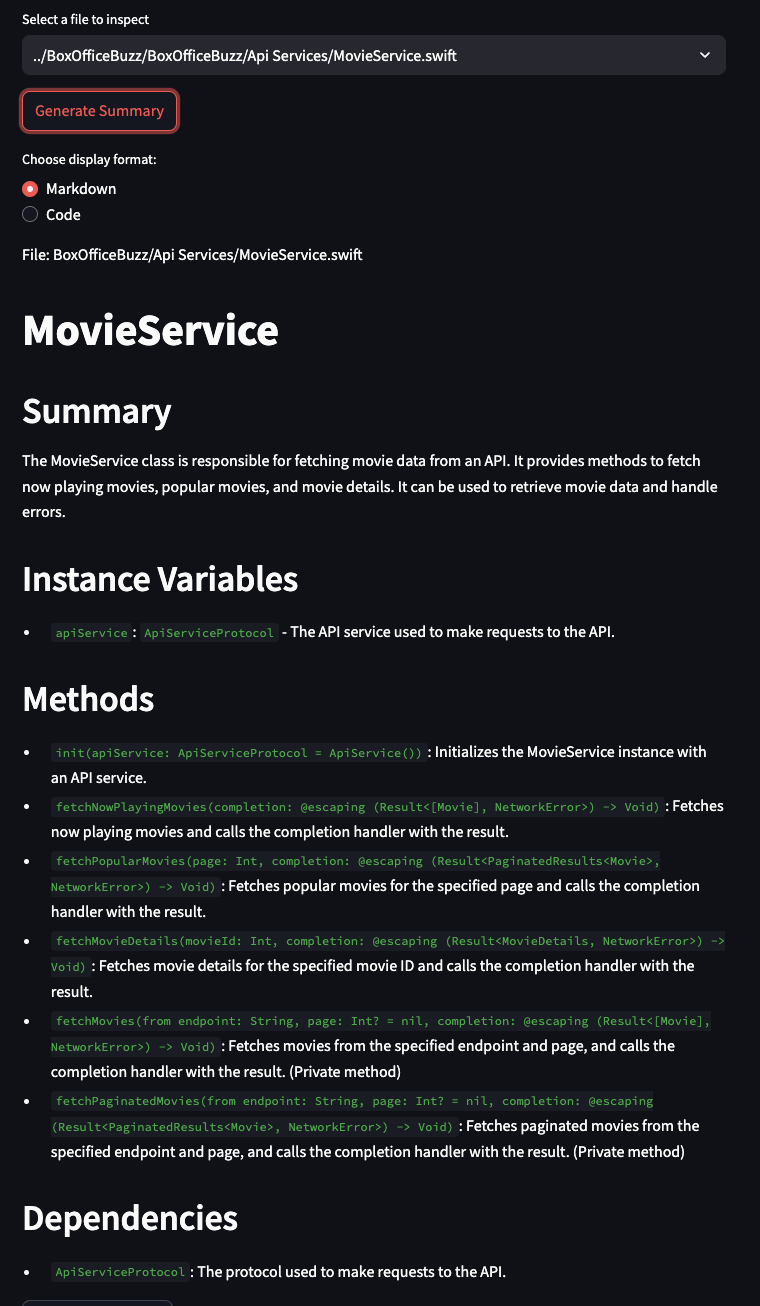 Select a file to inspect
../BoxOfficeBuzz/BoxOfficeBuzz/Api Services/MovieService.swift
Generate Summary
Choose display format:
Markdown
Code
File: BoxOfficeBuzz/Api Services/MovieService.swift
MovieService
Summary
The MovieService class is responsible for fetching movie data from an API. It provides methods to fetch
now playing movies, popular movies, and movie details. It can be used to retrieve movie data and handle
errors.
Instance Variables
• apiService : ApiServiceProtocol - The API service used to make requests to the API.
Methods
• init(apiService: ApiServiceProtocol = ApiService()) : Initializes the MovieService instance with
an API service.
• fetchNowPlayingMovies(completion: @escaping (Result<[Movie], NetworkError>) -> Void) : Fetches
now playing movies and calls the completion handler with the result.
• fetchPopularMovies(page: Int, completion: @escaping (Result<PaginatedResults<Movie>,
NetworkError>) -> Void) : Fetches popular movies for the specified page and calls the completion
handler with the result.
• fetchMovieDetails(movieId: Int, completion: @escaping (Result<MovieDetails, NetworkError>) ->
Void) : Fetches movie details for the specified movie ID and calls the completion handler with the
result.
• fetchMovies(from endpoint: String, page: Int? = nil, completion: @escaping (Result<[Movie],
NetworkError>) -> Void) : Fetches movies from the specified endpoint and page, and calls the
completion handler with the result. (Private method)
• fetchPaginatedMovies(from endpoint: String, page: Int? = nil, completion: @escaping
(Result<PaginatedResults<Movie>, NetworkError>) -> Void) : Fetches paginated movies from the
specified endpoint and page, and calls the completion handler with the result. (Private method)
Dependencies
• ApiServiceProtocol : The protocol used to make requests to the API.